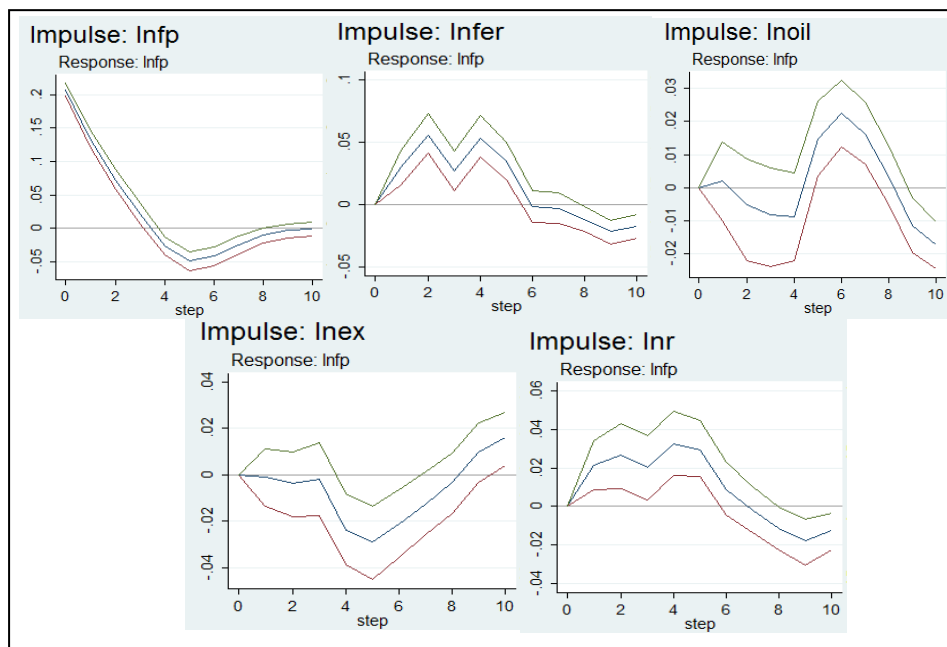 Impulse: lnfp
Response: lnfp
.2
.15
.1
.05
0
-.05
0 2 4 6 8 10
step
Impulse: lnfer
Response: lnfp
.1
.05
0
-.05
0 2 4 6 8 10
step
Impulse: lnoil
Response: lnfp
.03
.02
.01
0
-.01
-.02
0 2 4 6 8 10
step
Impulse: lnex
Response: lnfp
.04
.02
0
-.02
-.04
0 2 4 6 8 10
step
Impulse: lnr
Response: lnfp
.06
.04
.02
0
-.02
-.04
0 2 4 6 8 10
step